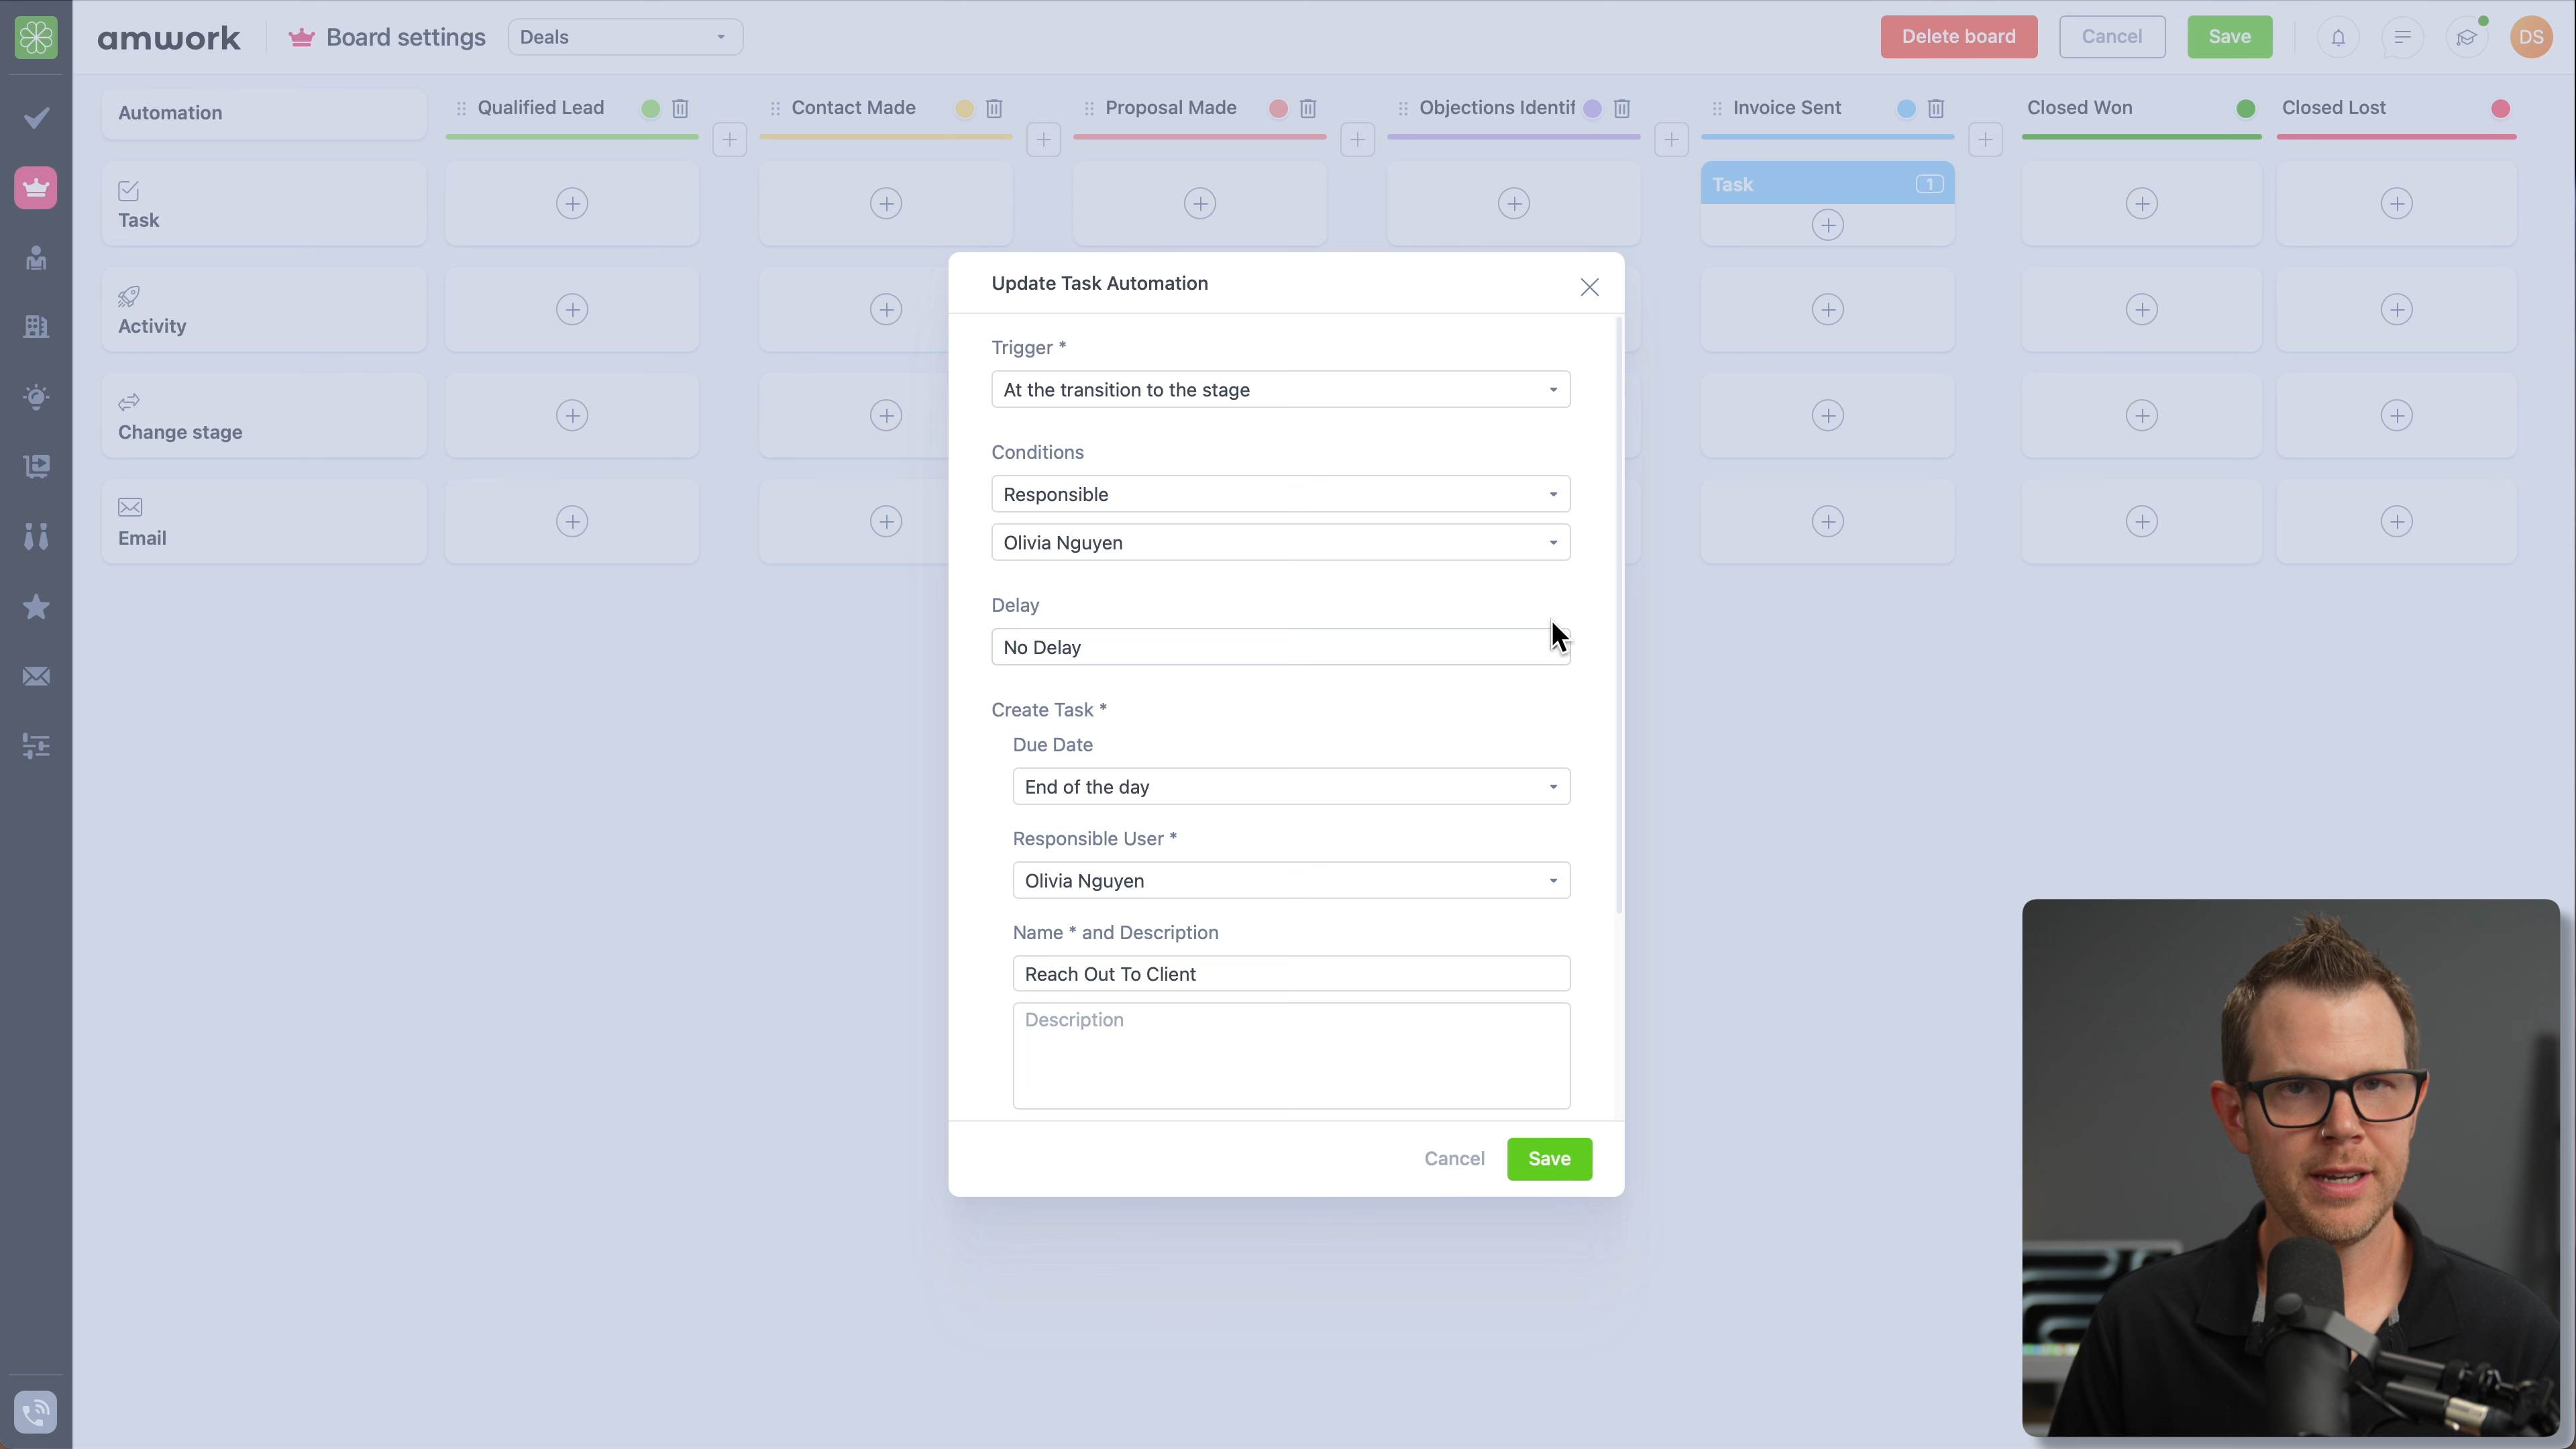 amwork
Board settings
Deals
Delete board
Cancel
Save
DS
Automation
Qualified Lead
Contact Made
Proposal Made
Objections Identif
Invoice Sent
Closed Won
Closed Lost
Task
Task
1
Activity
Change stage
Email
Update Task Automation
Trigger *
At the transition to the stage
Conditions
Responsible
Olivia Nguyen
Delay
No Delay
Create Task *
Due Date
End of the day
Responsible User *
Olivia Nguyen
Name * and Description
Reach Out To Client
Description
Cancel
Save